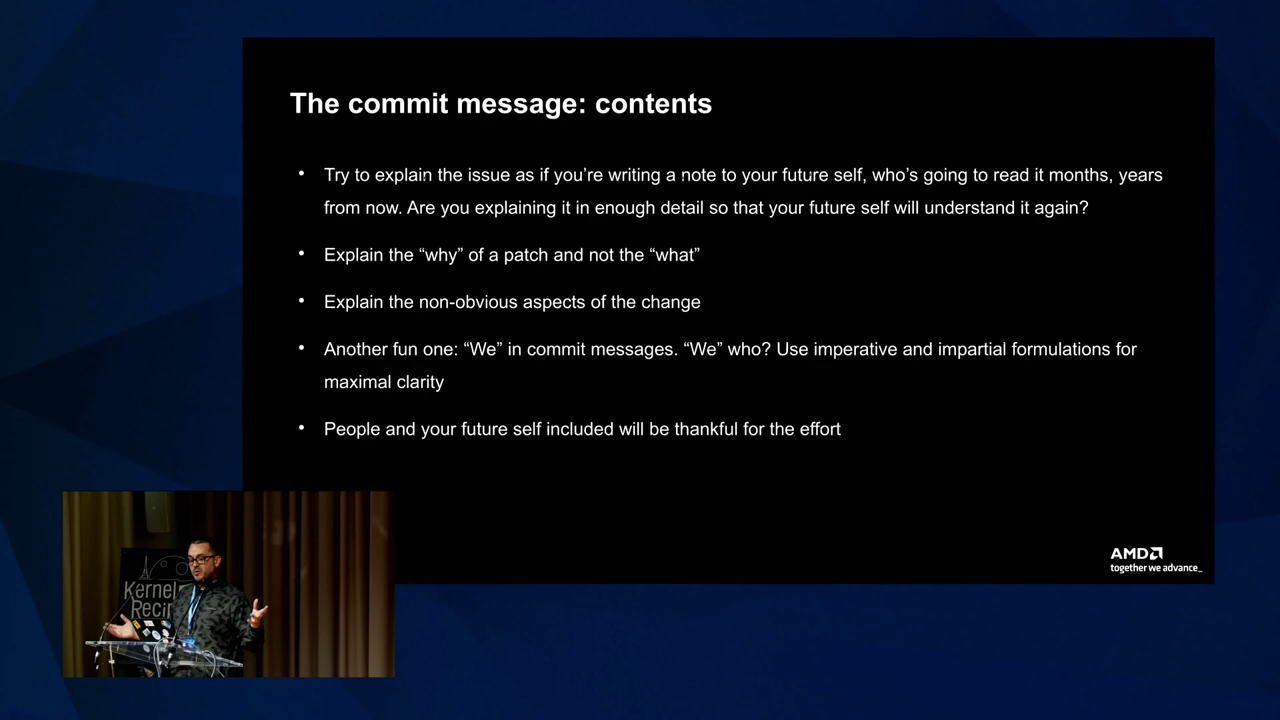 The commit message: contents
• Try to explain the issue as if you’re writing a note to your future self, who’s going to read it months, years
from now. Are you explaining it in enough detail so that your future self will understand it again?
• Explain the “why” of a patch and not the “what”
• Explain the non-obvious aspects of the change
• Another fun one: “We” in commit messages. “We” who? Use imperative and impartial formulations for
maximal clarity
• People and your future self included will be thankful for the effort
AMD
together we advance_
Kernel
Reci